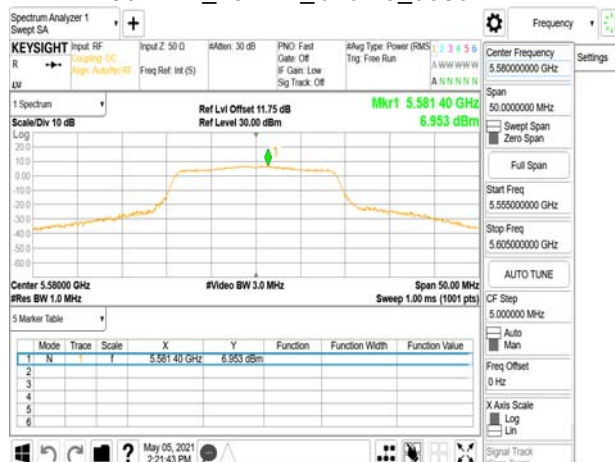 Spectrum Analyzer 1
Swept SA
+
Frequency
KEYSIGHT
Input: RF
Coupling: DC
Align: Auto/No RF
Input Z: 50 Ω
Freq Ref: Int (S)
#Atten: 30 dB
PNO: Fast
Gate: Off
IF Gain: Low
Sig Track: Off
#Avg Type: Power (RMS
Trig: Free Run
1 2 3 4 5 6
A W W W W W
A N N N N N
R
LXI
Center Frequency
5.580000000 GHz
Settings
Span
50.0000000 MHz
Swept Span
Zero Span
Full Span
Start Freq
5.555000000 GHz
Stop Freq
5.605000000 GHz
AUTO TUNE
CF Step
5.000000 MHz
Auto
Man
Freq Offset
0 Hz
X Axis Scale
Log
Lin
Signal Track
1 Spectrum
Scale/Div 10 dB
Ref Lvl Offset 11.75 dB
Ref Level 30.00 dBm
Mkr1 5.581 40 GHz
6.953 dBm
Log
20.0
10.0
0.00
-10.0
-20.0
-30.0
-40.0
-50.0
-60.0
1
Center 5.58000 GHz
#Res BW 1.0 MHz
#Video BW 3.0 MHz
Span 50.00 MHz
Sweep 1.00 ms (1001 pts)
5 Marker Table
Mode Trace Scale X Y Function Function Width Function Value
1 N 1 f 5.581 40 GHz 6.953 dBm
2
3
4
5
6
?
May 05, 2021
2:21:43 PM